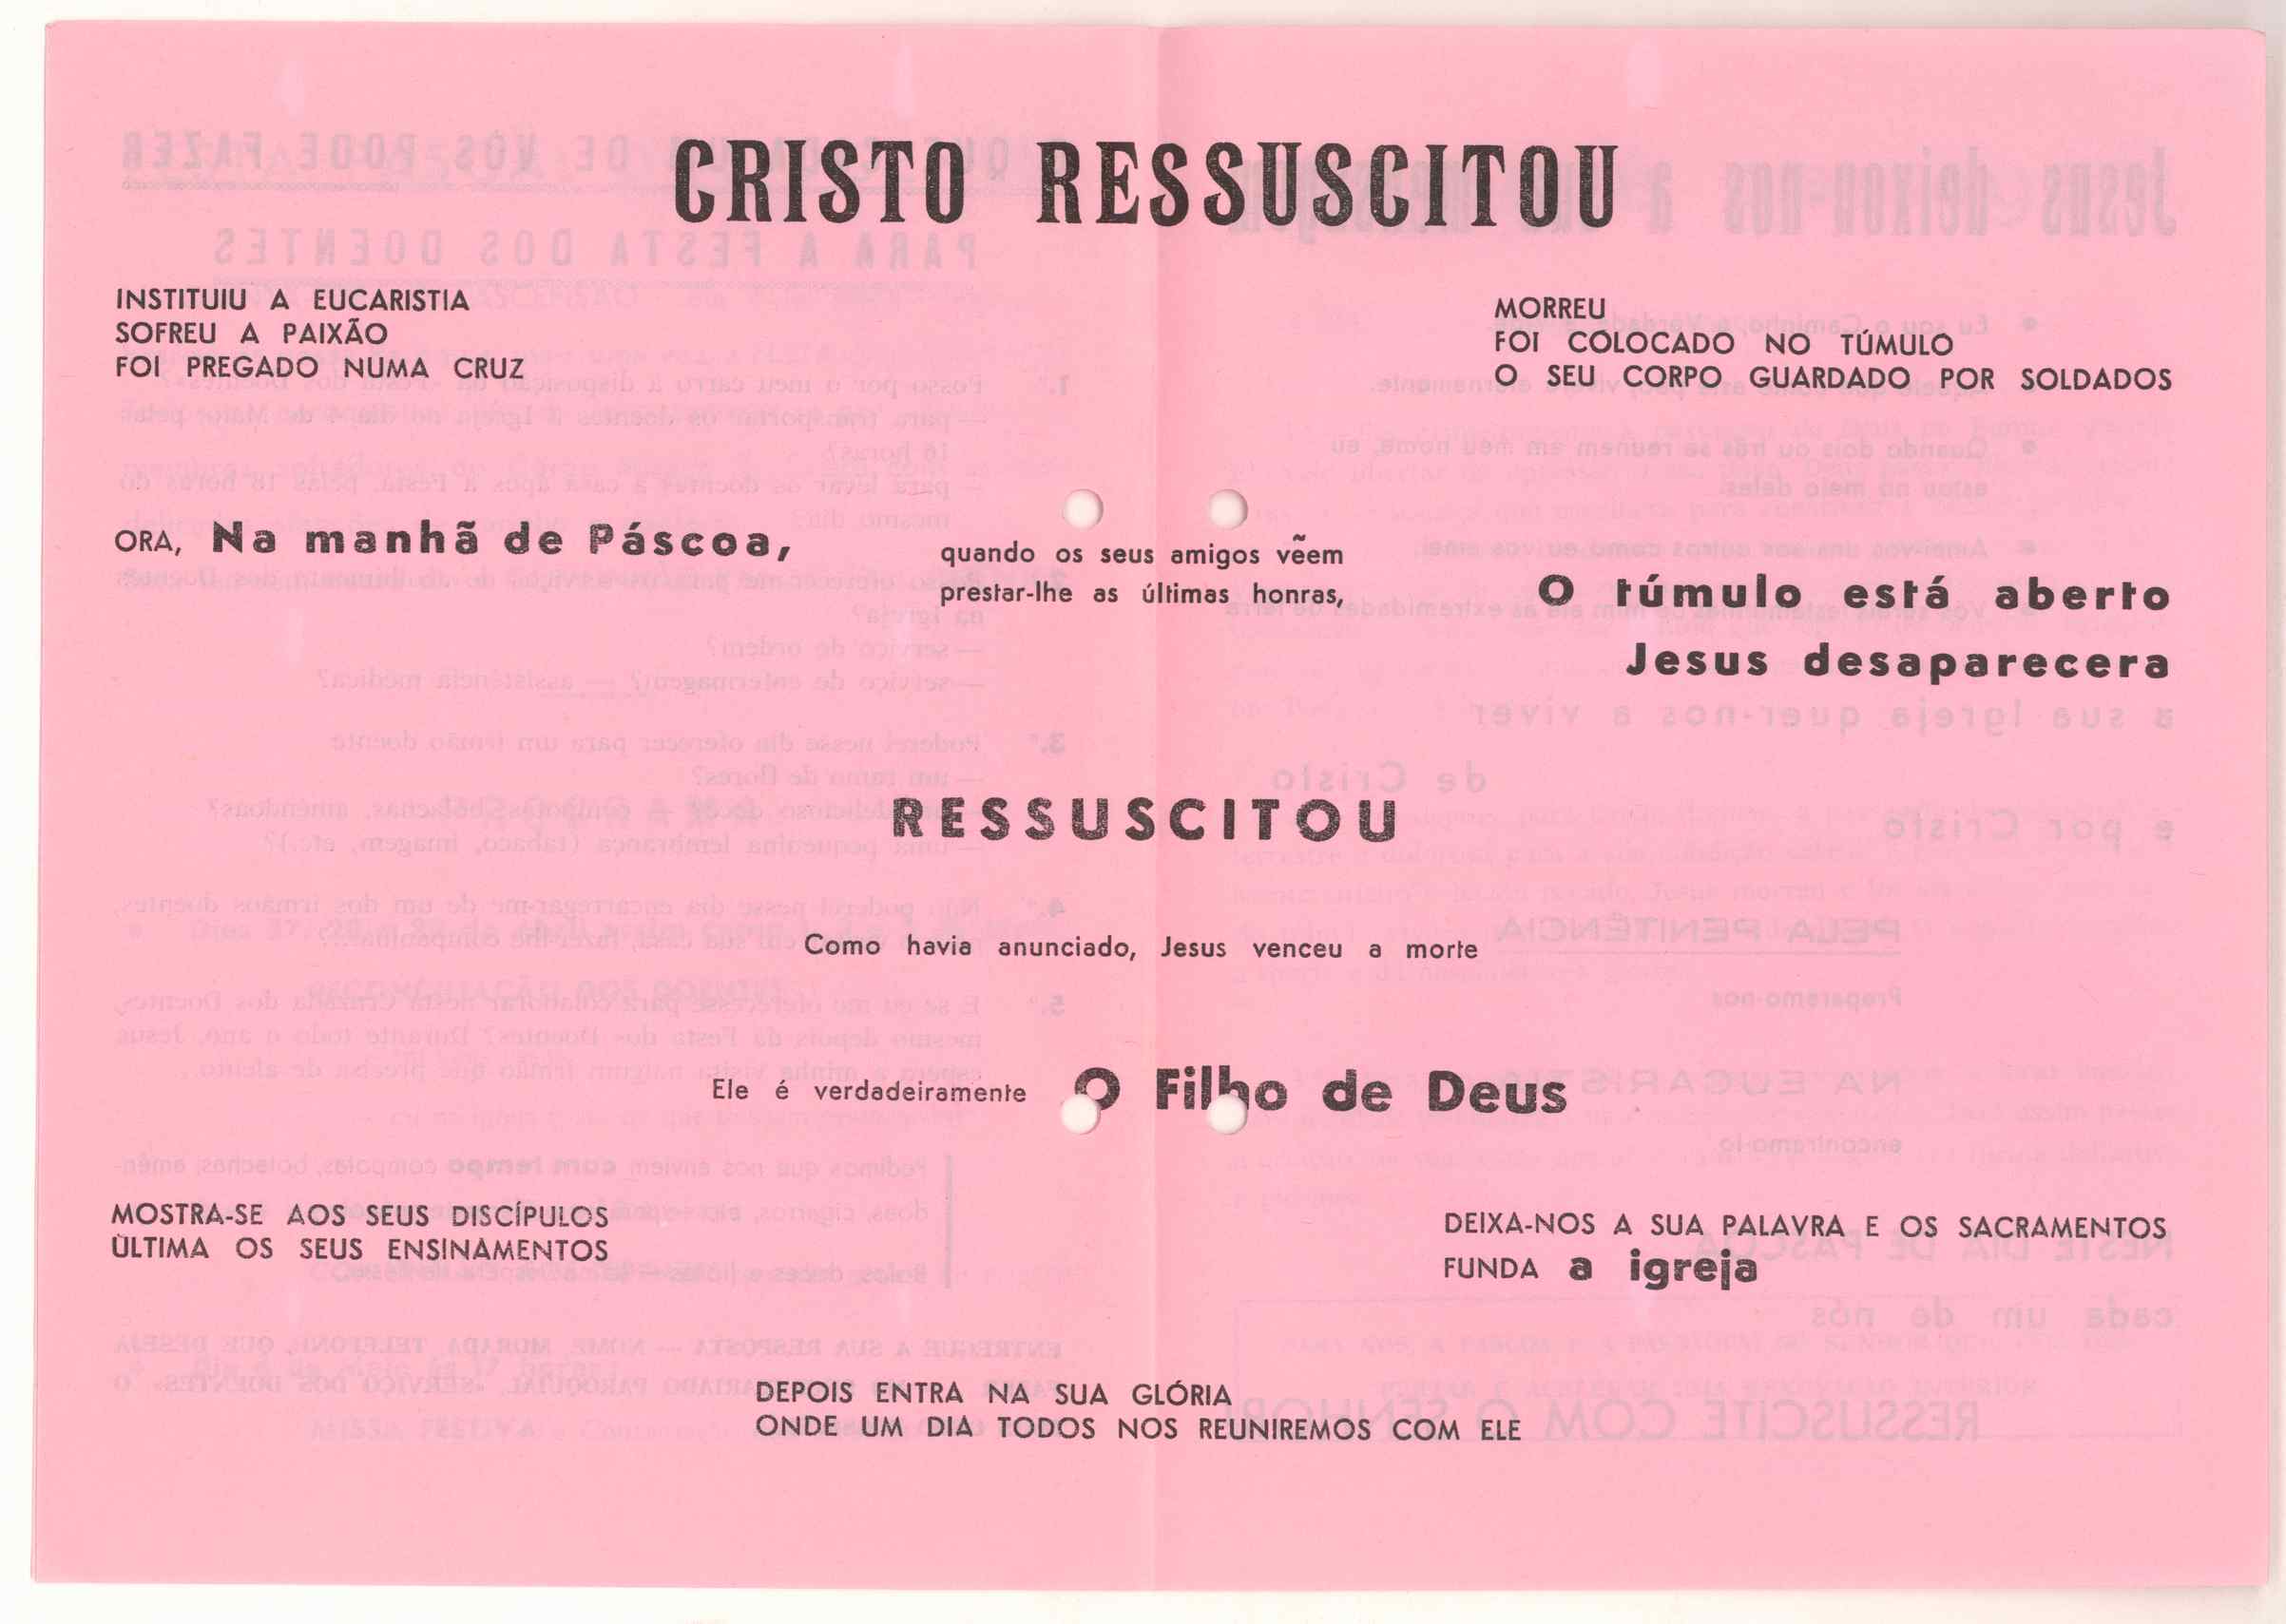 CRISTO RESSUSCITOU
INSTITUIU A EUCARISTIA
SOFREU A PAIXÃO
FOI PREGADO NUMA CRUZ
MORREU
FOI COLOCADO NO TÚMULO
O SEU CORPO GUARDADO POR SOLDADOS
ORA, Na manhã de Páscoa,
quando os seus amigos vẽem
prestar-lhe as últimas honras,
O túmulo está aberto
Jesus desaparecera
RESSUSCITOU
Como havia anunciado, Jesus venceu a morte
Ele é verdadeiramente O Filho de Deus
MOSTRA-SE AOS SEUS DISCÍPULOS
ÙLTIMA OS SEUS ENSINAMENTOS
DEIXA-NOS A SUA PALAVRA E OS SACRAMENTOS
FUNDA a igreja
DEPOIS ENTRA NA SUA GLÓRIA
ONDE UM DIA TODOS NOS REUNIREMOS COM ELE